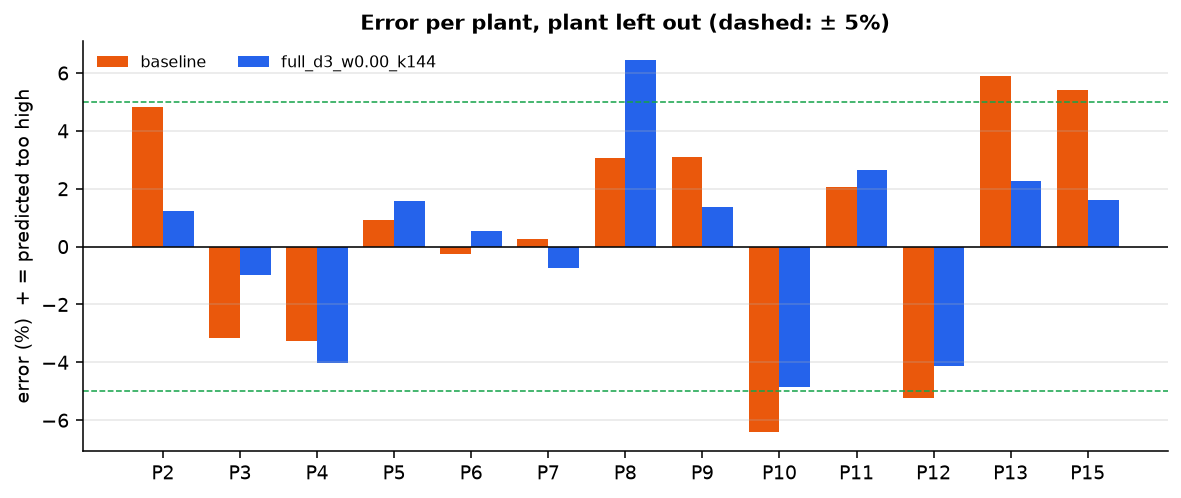 Error per plant, plant left out (dashed: ± 5%)
baseline
full_d3_w0.00_k144
error (%)  + = predicted too high
6
4
2
0
−2
−4
−6
P2 P3 P4 P5 P6 P7 P8 P9 P10 P11 P12 P13 P15